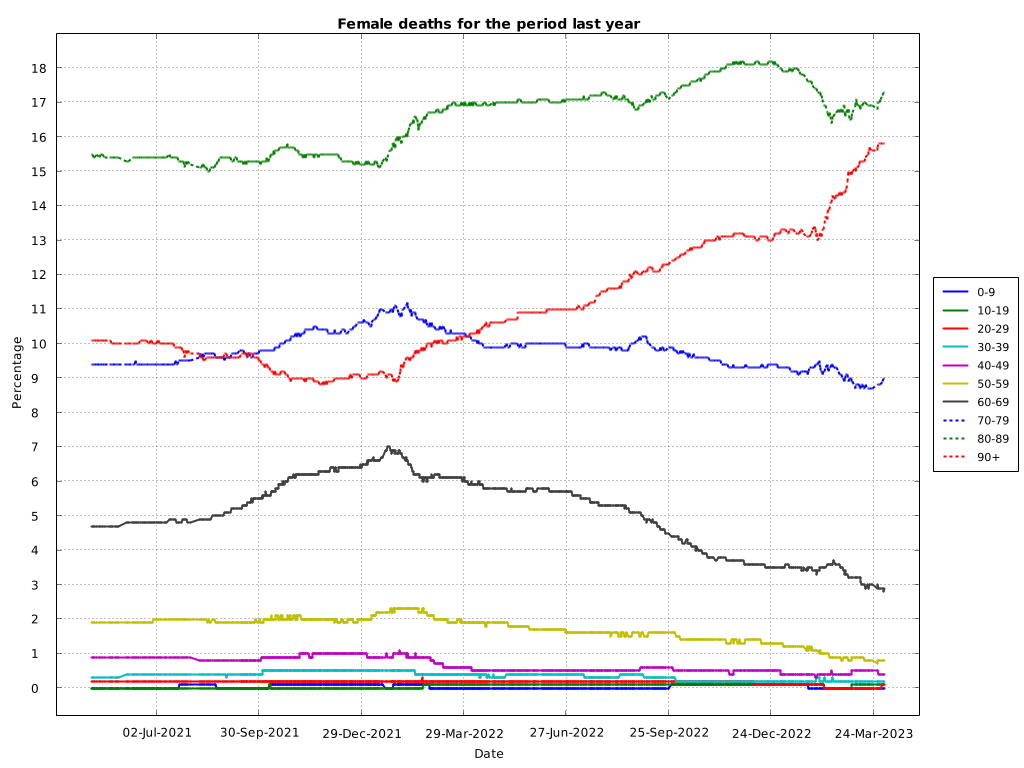 Female deaths for the period last year
18
17
16
15
14
13
12
11
10
9
8
7
6
5
4
3
2
1
0
Percentage
02-Jul-2021
30-Sep-2021
29-Dec-2021
29-Mar-2022
27-Jun-2022
25-Sep-2022
24-Dec-2022
24-Mar-2023
Date
0-9
10-19
20-29
30-39
40-49
50-59
60-69
70-79
80-89
90+